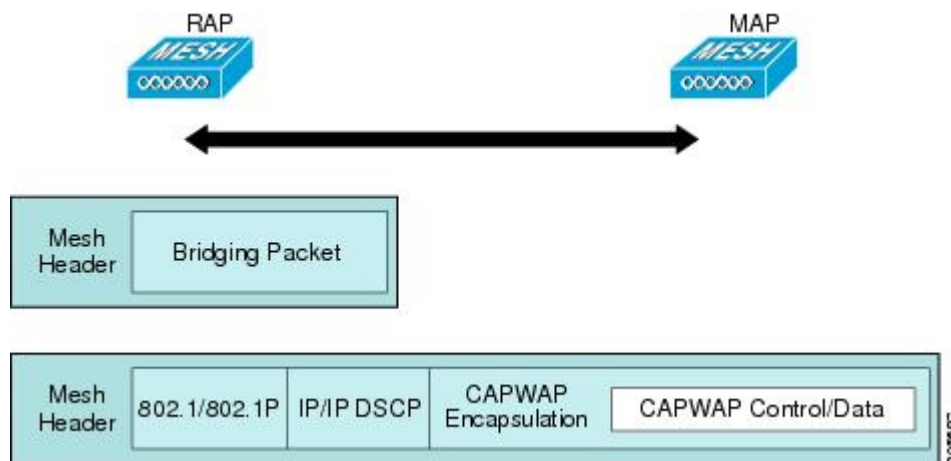 RAP
MAP
MESH
MESH
Mesh
Header
Bridging Packet
Mesh
Header
802.1/802.1P
IP/IP DSCP
CAPWAP
Encapsulation
CAPWAP Control/Data